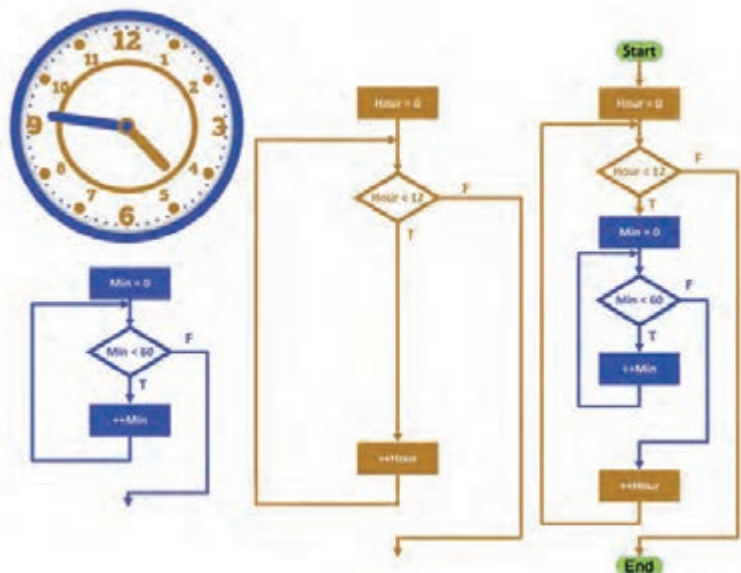 12
11
1
10
2
9
3
8
4
7
5
6
Min = 0
Min < 60
F
T
++Min
Hour = 0
Hour < 12
F
T
++Hour
Start
Hour = 0
Hour < 12
F
T
Min = 0
Min < 60
F
T
++Min
++Hour
End